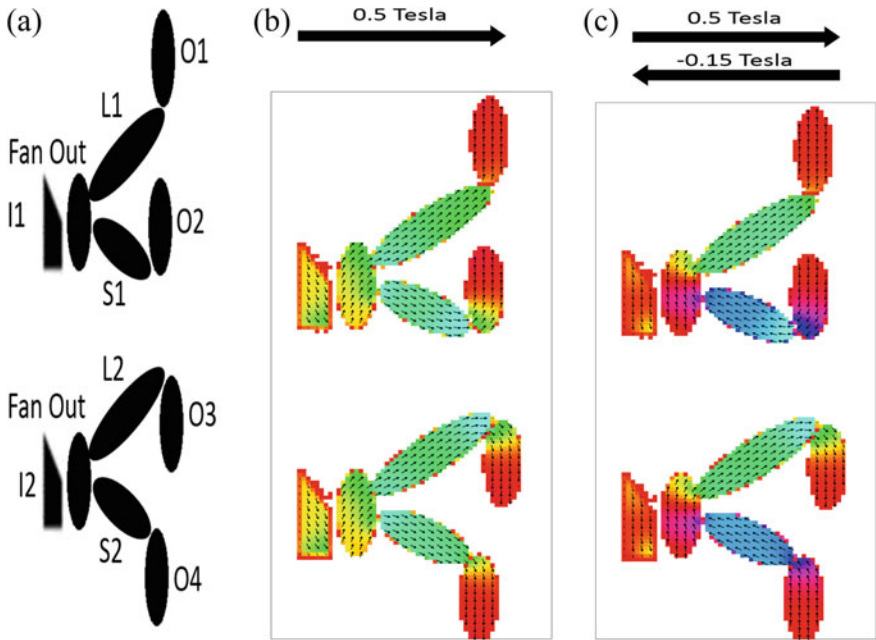 (a)
O1
L1
Fan Out
I1
O2
S1
L2
Fan Out
O3
I2
S2
O4
(b)
0.5 Tesla
(c)
0.5 Tesla
-0.15 Tesla